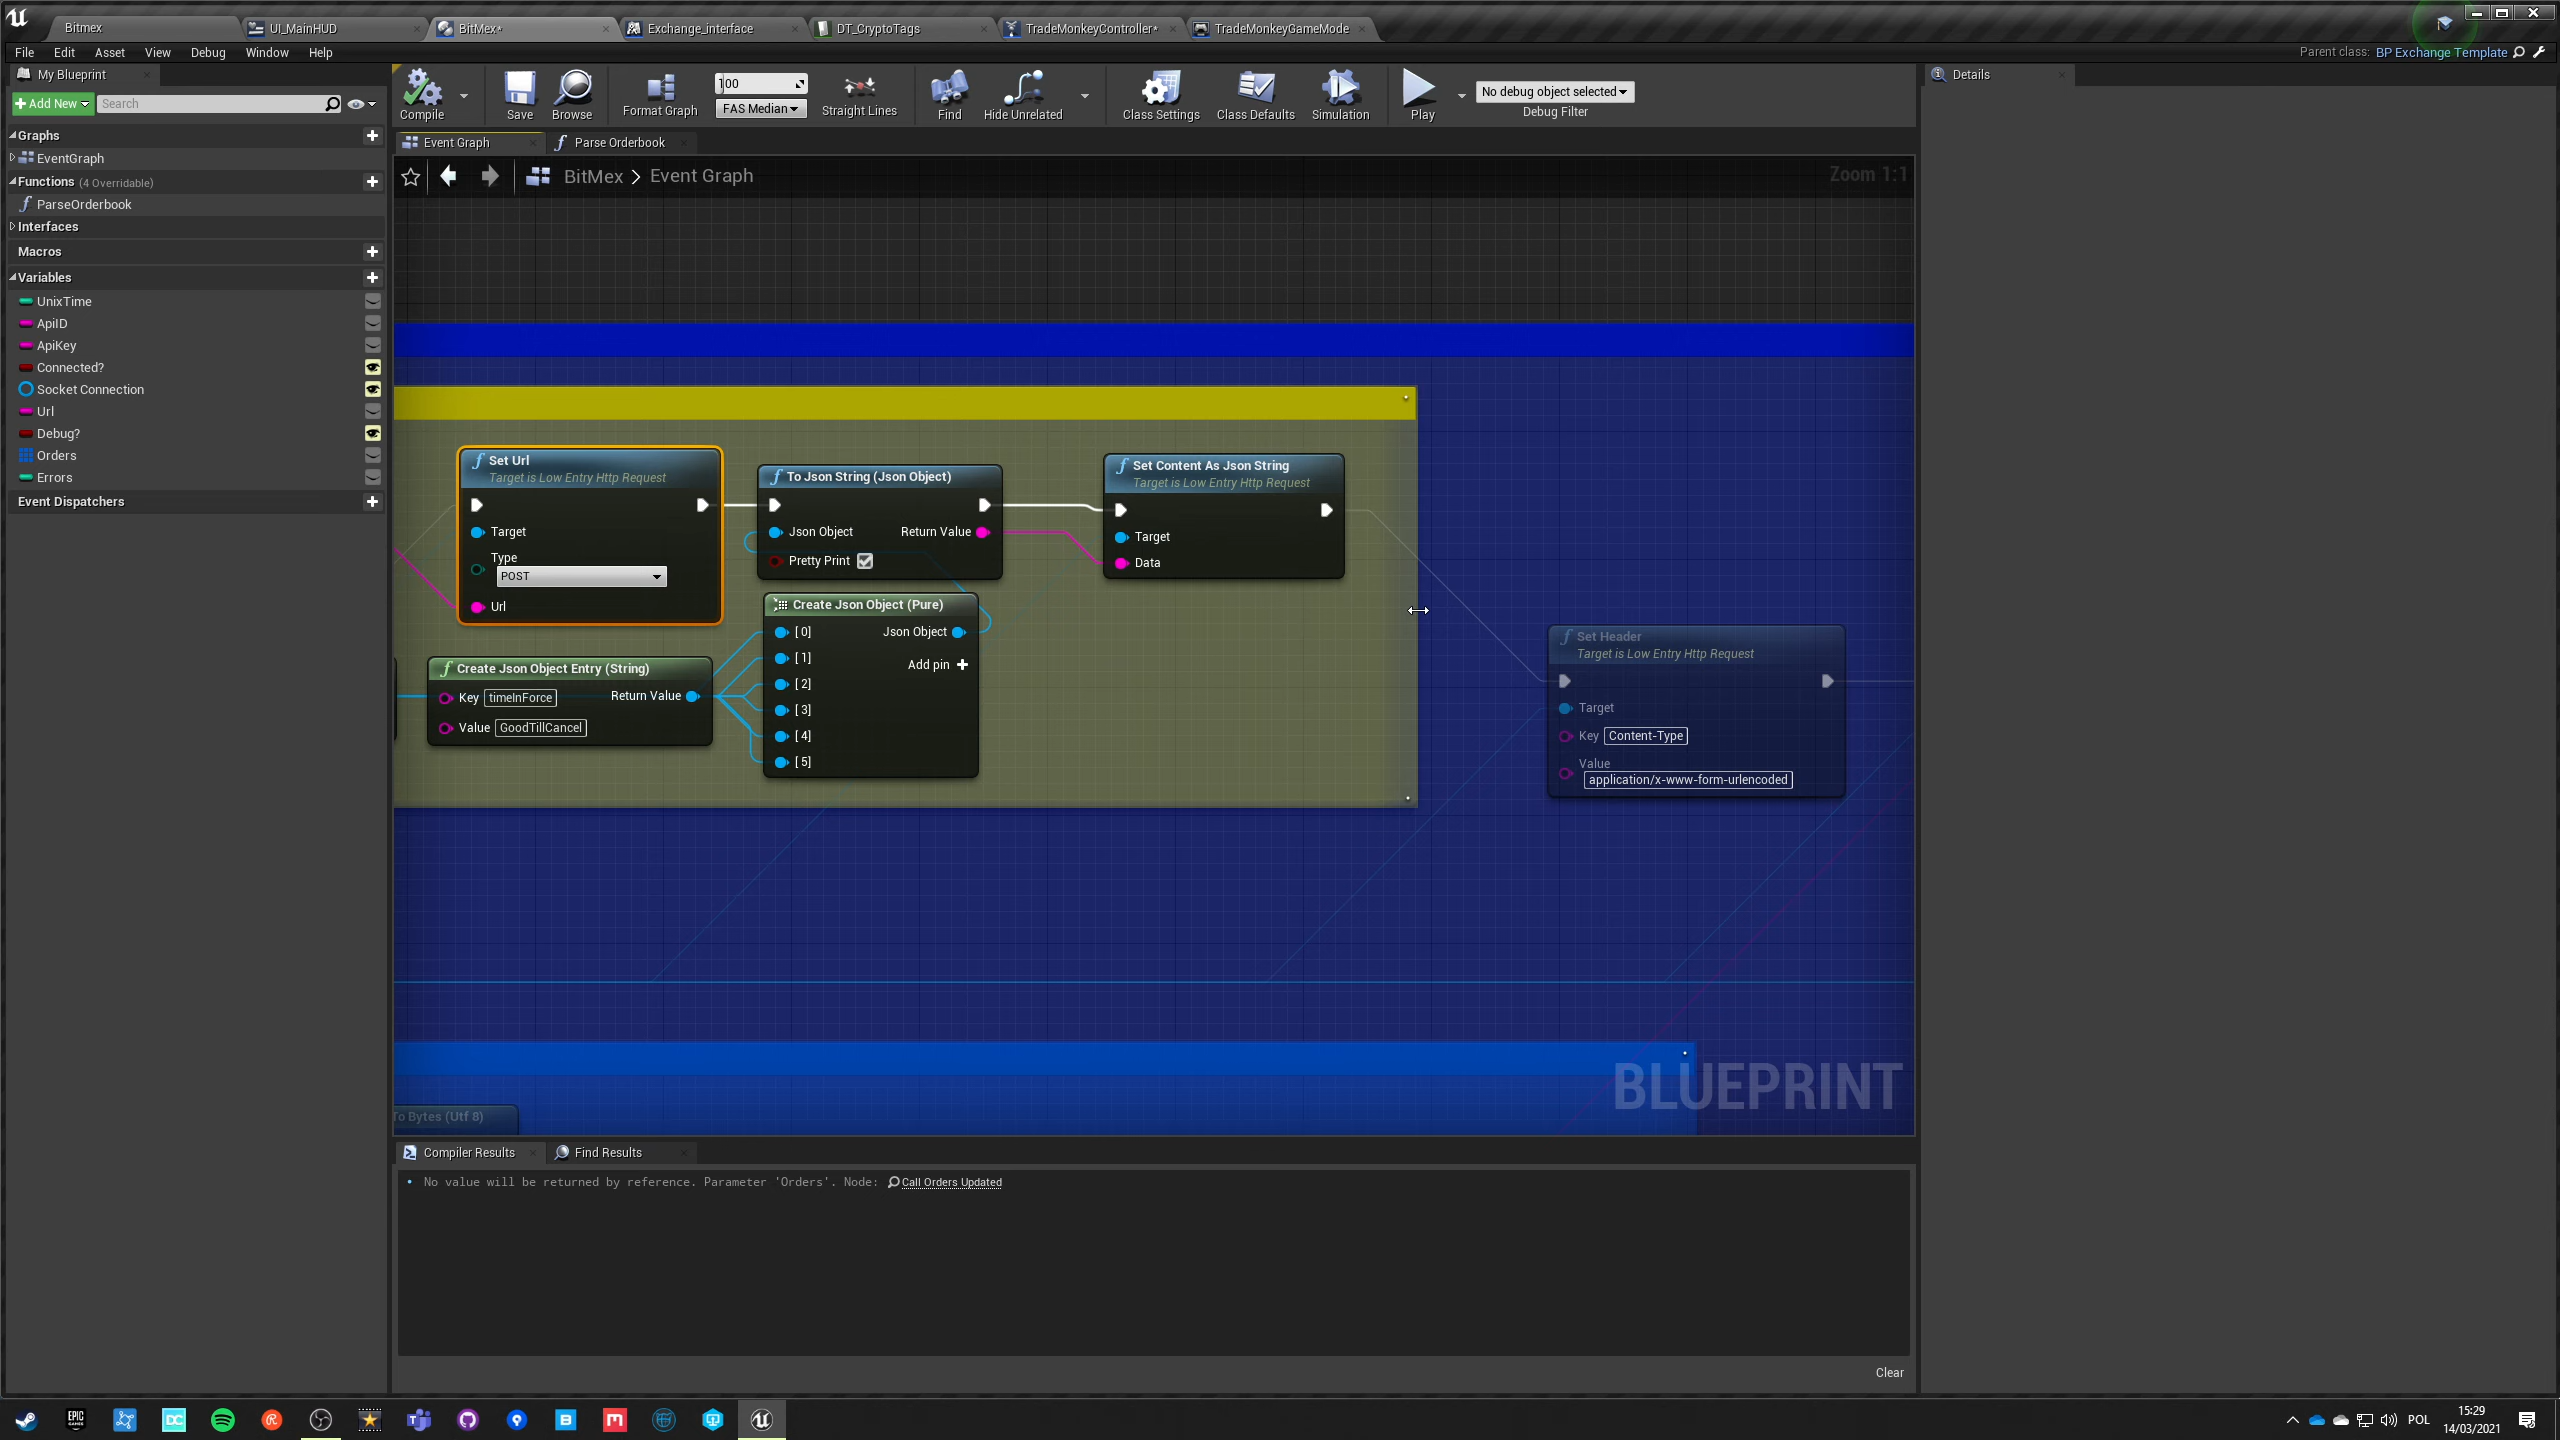 Bitmex
UI_MainHUD
BitMex*
Exchange_interface
DT_CryptoTags
TradeMonkeyController*
TradeMonkeyGameMode
File Edit Asset View Debug Window Help
Parent class: BP Exchange Template
My Blueprint
Details
Add New
Search
Compile
Save
Browse
Format Graph
100
FAS Median
Straight Lines
Find
Hide Unrelated
Class Settings
Class Defaults
Simulation
Play
No debug object selected
Debug Filter
Graphs
EventGraph
Functions (4 Overridable)
ParseOrderbook
Interfaces
Macros
Variables
UnixTime
ApiID
ApiKey
Connected?
Socket Connection
Url
Debug?
Orders
Errors
Event Dispatchers
Event Graph
Parse Orderbook
BitMex > Event Graph
Zoom 1:1
Set Url
Target is Low Entry Http Request
Target
Type
POST
Url
To Json String (Json Object)
Json Object
Return Value
Pretty Print
Set Content As Json String
Target is Low Entry Http Request
Target
Data
Create Json Object (Pure)
[ 0]
Json Object
[ 1]
Add pin
[ 2]
[ 3]
[ 4]
[ 5]
Create Json Object Entry (String)
Key timeInForce
Return Value
Value GoodTillCancel
Set Header
Target is Low Entry Http Request
Target
Key Content-Type
Value
application/x-www-form-urlencoded
To Bytes (Utf 8)
BLUEPRINT
Compiler Results
Find Results
No value will be returned by reference. Parameter 'Orders'. Node: Call Orders Updated
Clear
EPIC
GAMES
DC
B
POL
15:29
14/03/2021